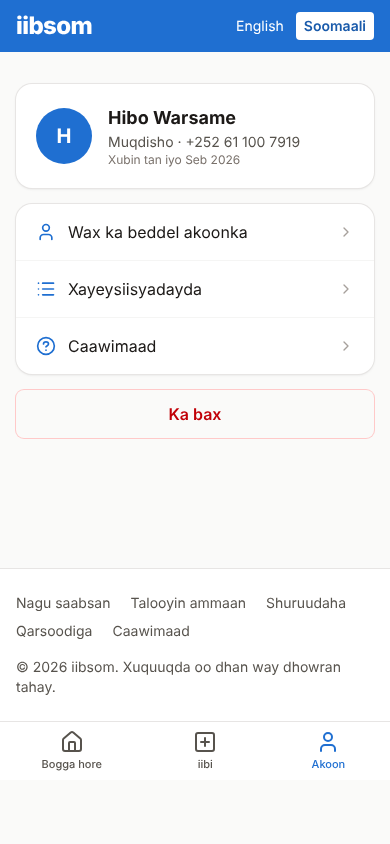 iibsom
English
Soomaali
H
Hibo Warsame
Muqdisho · +252 61 100 7919
Xubin tan iyo Seb 2026
Wax ka beddel akoonka
Xayeysiisyadayda
Caawimaad
Ka bax
Nagu saabsan
Talooyin ammaan
Shuruudaha
Qarsoodiga
Caawimaad
© 2026 iibsom. Xuquuqda oo dhan way dhowran
tahay.
Bogga hore
iibi
Akoon